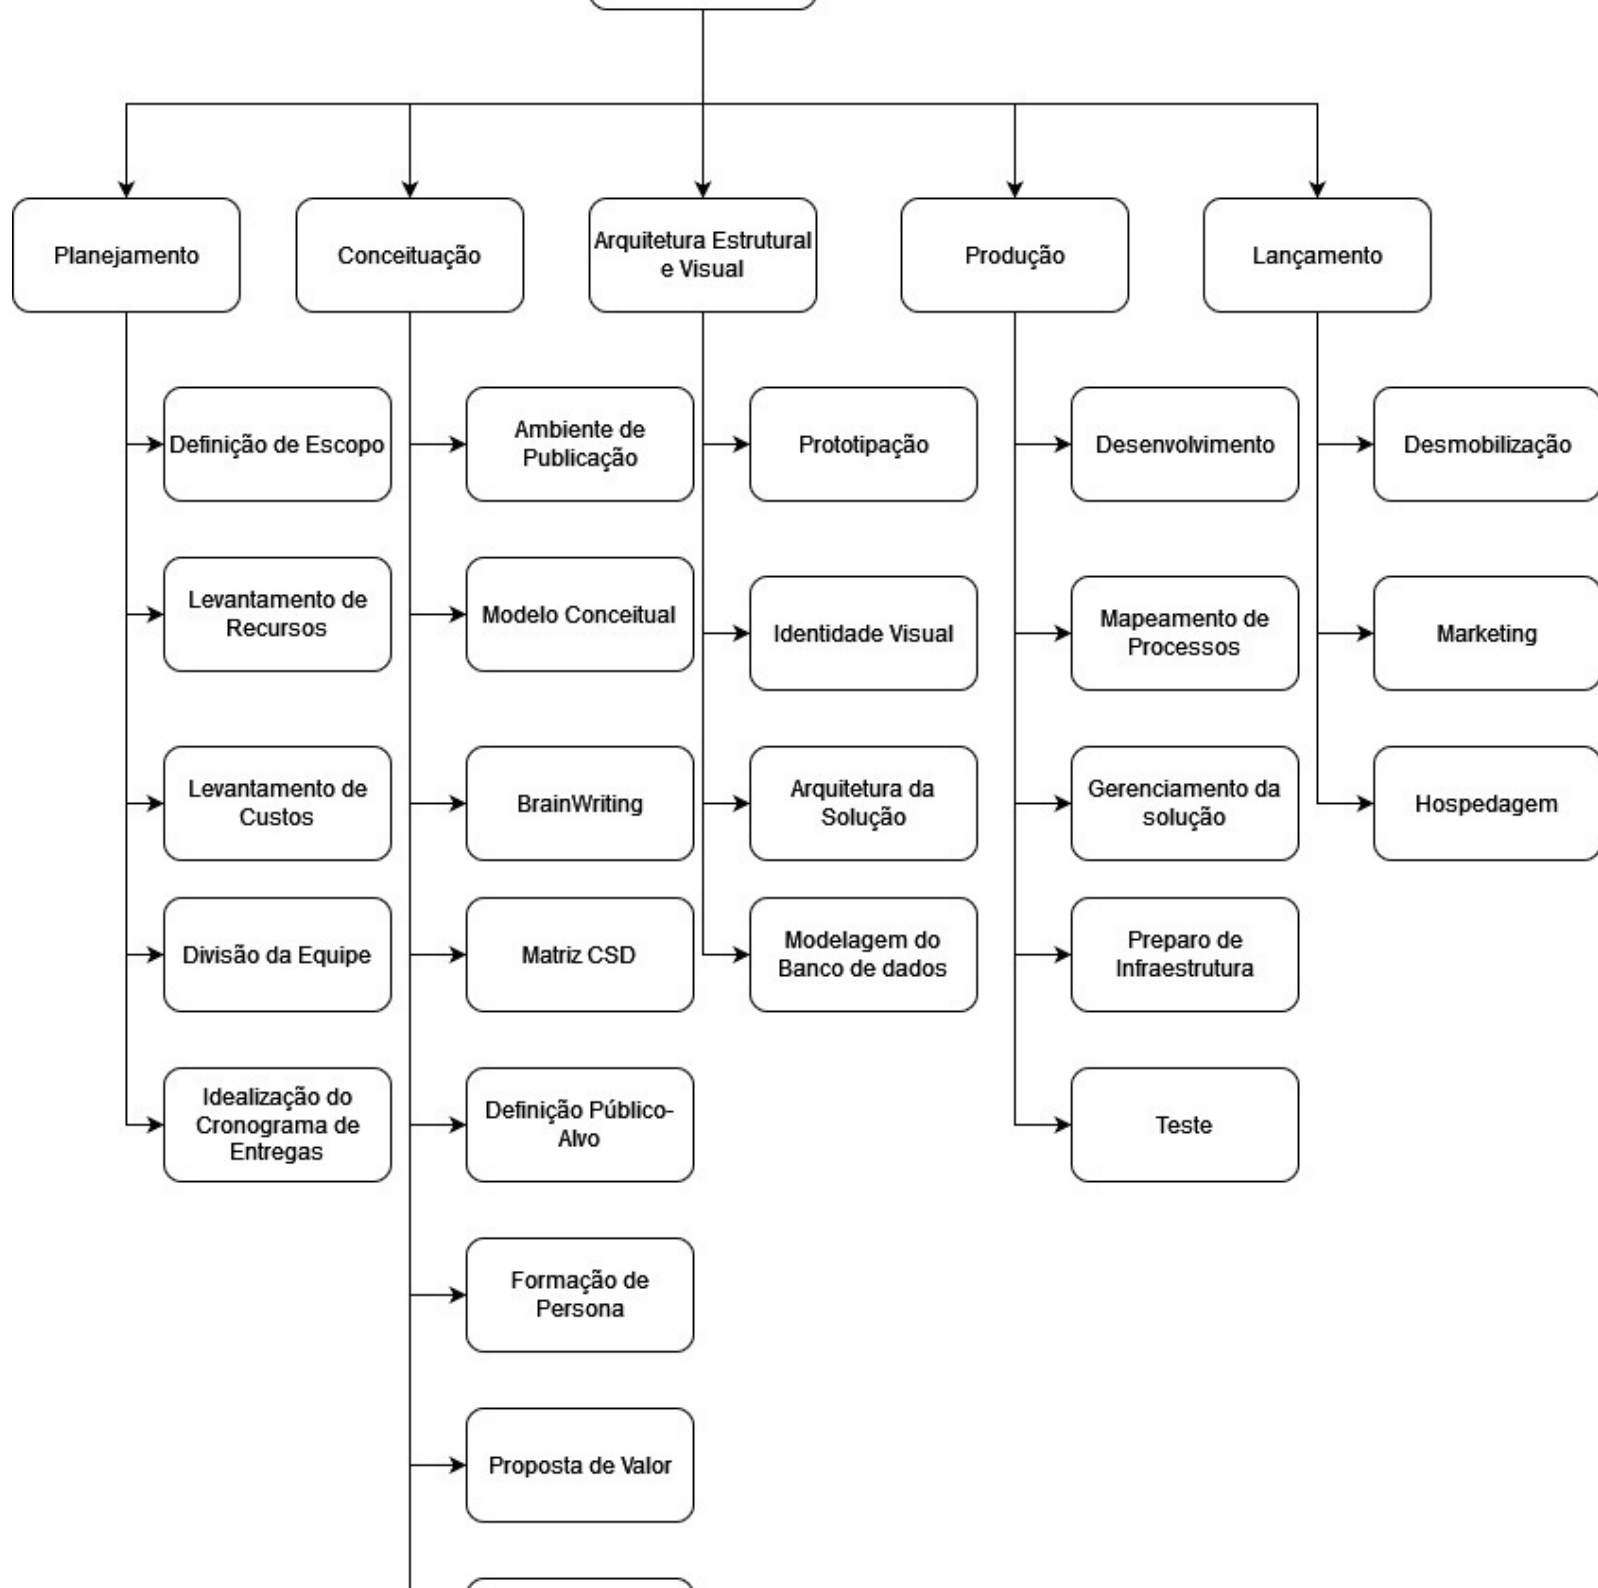 Planejamento
Conceituação
Arquitetura Estrutural
e Visual
Produção
Lançamento
Definição de Escopo
Levantamento de
Recursos
Levantamento de
Custos
Divisão da Equipe
Idealização do
Cronograma de
Entregas
Ambiente de
Publicação
Modelo Conceitual
BrainWriting
Matriz CSD
Definição Público-
Alvo
Formação de
Persona
Proposta de Valor
Prototipação
Identidade Visual
Arquitetura da
Solução
Modelagem do
Banco de dados
Desenvolvimento
Mapeamento de
Processos
Gerenciamento da
solução
Preparo de
Infraestrutura
Teste
Desmobilização
Marketing
Hospedagem